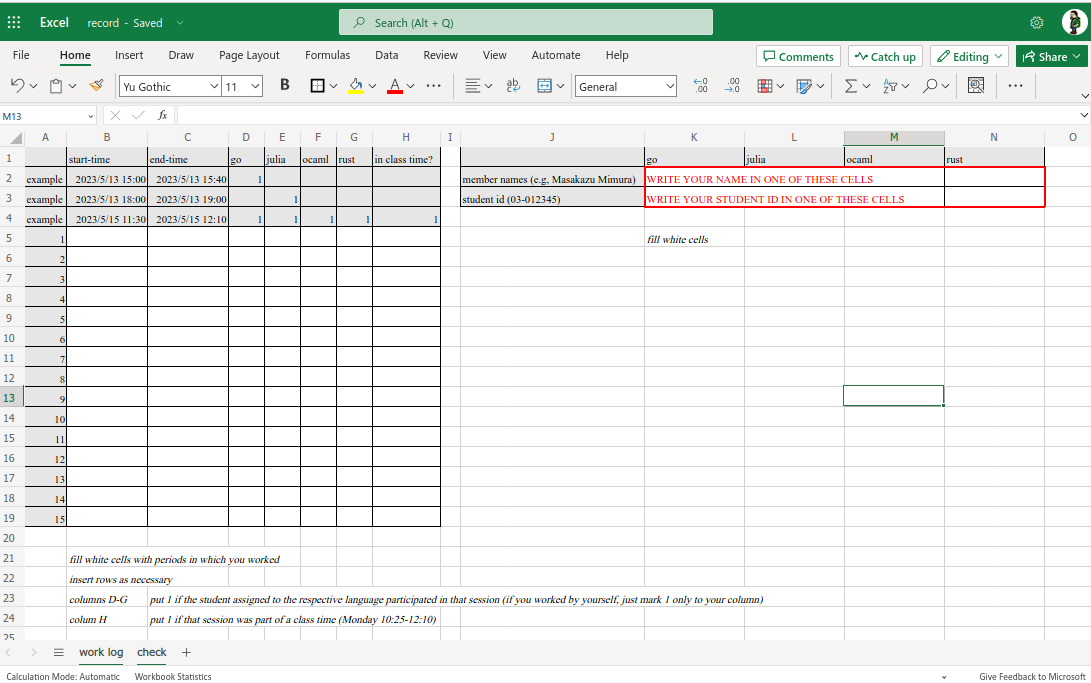 Excel record - Saved Search (Alt + Q)
File Home Insert Draw Page Layout Formulas Data Review View Automate Help Comments Catch up Editing Share
Yu Gothic 11 B A ab General
M13 fx
A B C D E F G H I J K L M N O
1 start-time end-time go julia ocaml rust in class time? go julia ocaml rust
2 example 2023/5/13 15:00 2023/5/13 15:40 1 member names (e.g, Masakazu Mimura) WRITE YOUR NAME IN ONE OF THESE CELLS
3 example 2023/5/13 18:00 2023/5/13 19:00 1 student id (03-012345) WRITE YOUR STUDENT ID IN ONE OF THESE CELLS
4 example 2023/5/15 11:30 2023/5/15 12:10 1 1 1 1 1
5 1 fill white cells
6 2
7 3
8 4
9 5
10 6
11 7
12 8
13 9
14 10
15 11
16 12
17 13
18 14
19 15
20
21 fill white cells with periods in which you worked
22 insert rows as necessary
23 columns D-G put 1 if the student assigned to the respective language participated in that session (if you worked by yourself, just mark 1 only to your column)
24 colum H put 1 if that session was part of a class time (Monday 10:25-12:10)
25
work log check +
Calculation Mode: Automatic Workbook Statistics Give Feedback to Microsoft